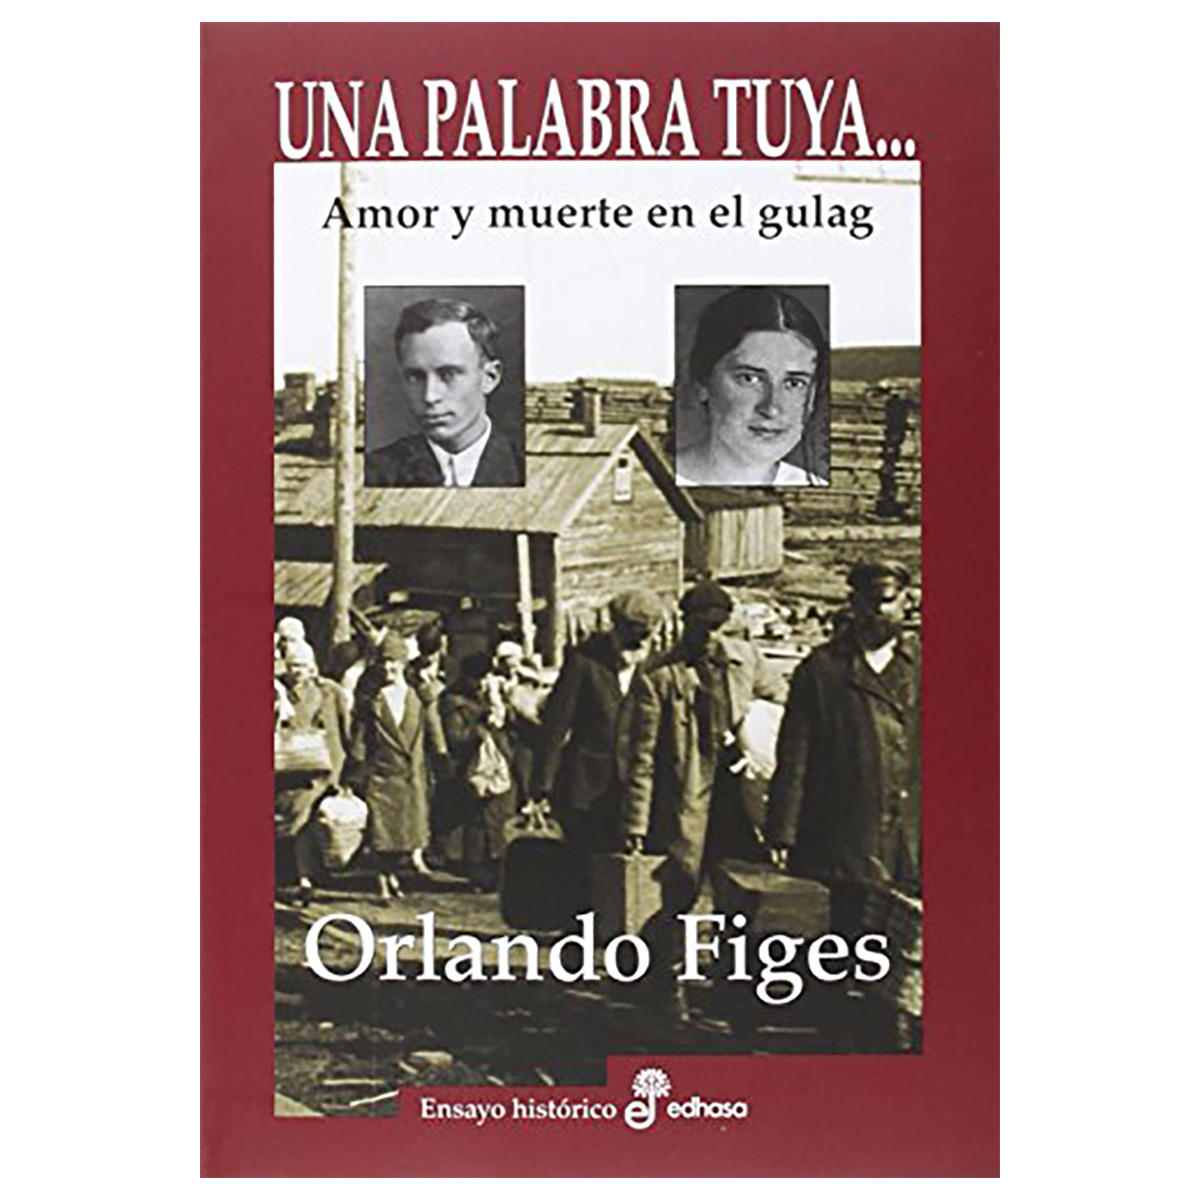 UNA PALABRA TUYA...
Amor y muerte en el gulag
Orlando Figes
Ensayo histórico edhasa